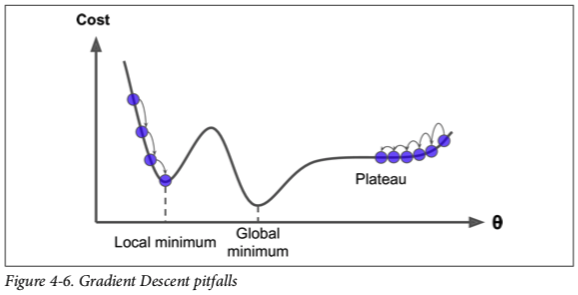 Cost
Plateau
θ
Local minimum
Global
minimum
Figure 4-6. Gradient Descent pitfalls